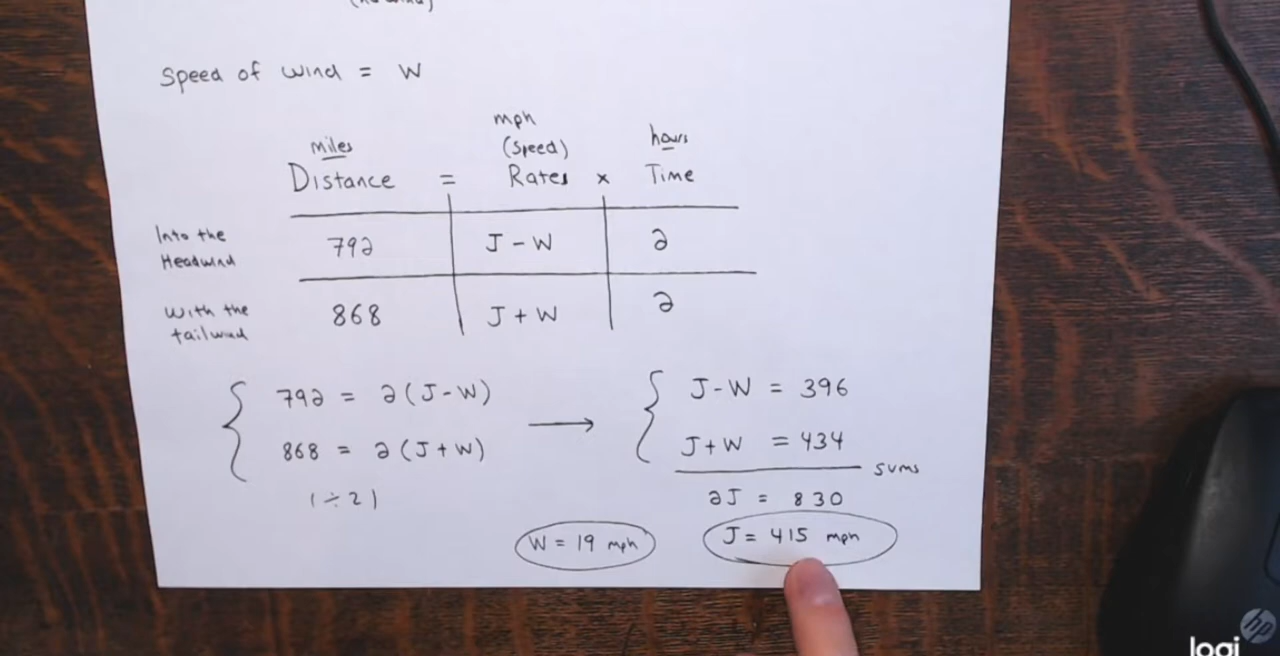 Speed of wind = W
mph
miles (speed) hours
Distance = Rates x Time
Into the
Headwind 792 J - W 2
With the
tailwind 868 J + W 2
792 = 2(J-W) → J-W = 396
868 = 2(J+W) J+W = 434
sums
(÷2) 2J = 830
W = 19 mph J = 415 mph
hp
logi